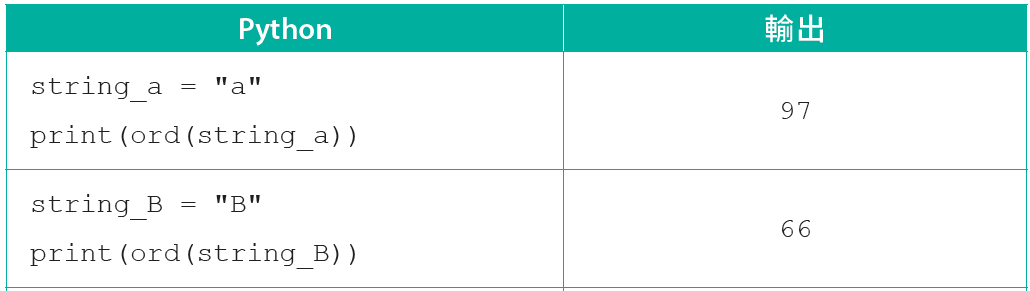 Python 輸出
string_a = "a"
print(ord(string_a))
97
string_B = "B"
print(ord(string_B))
66